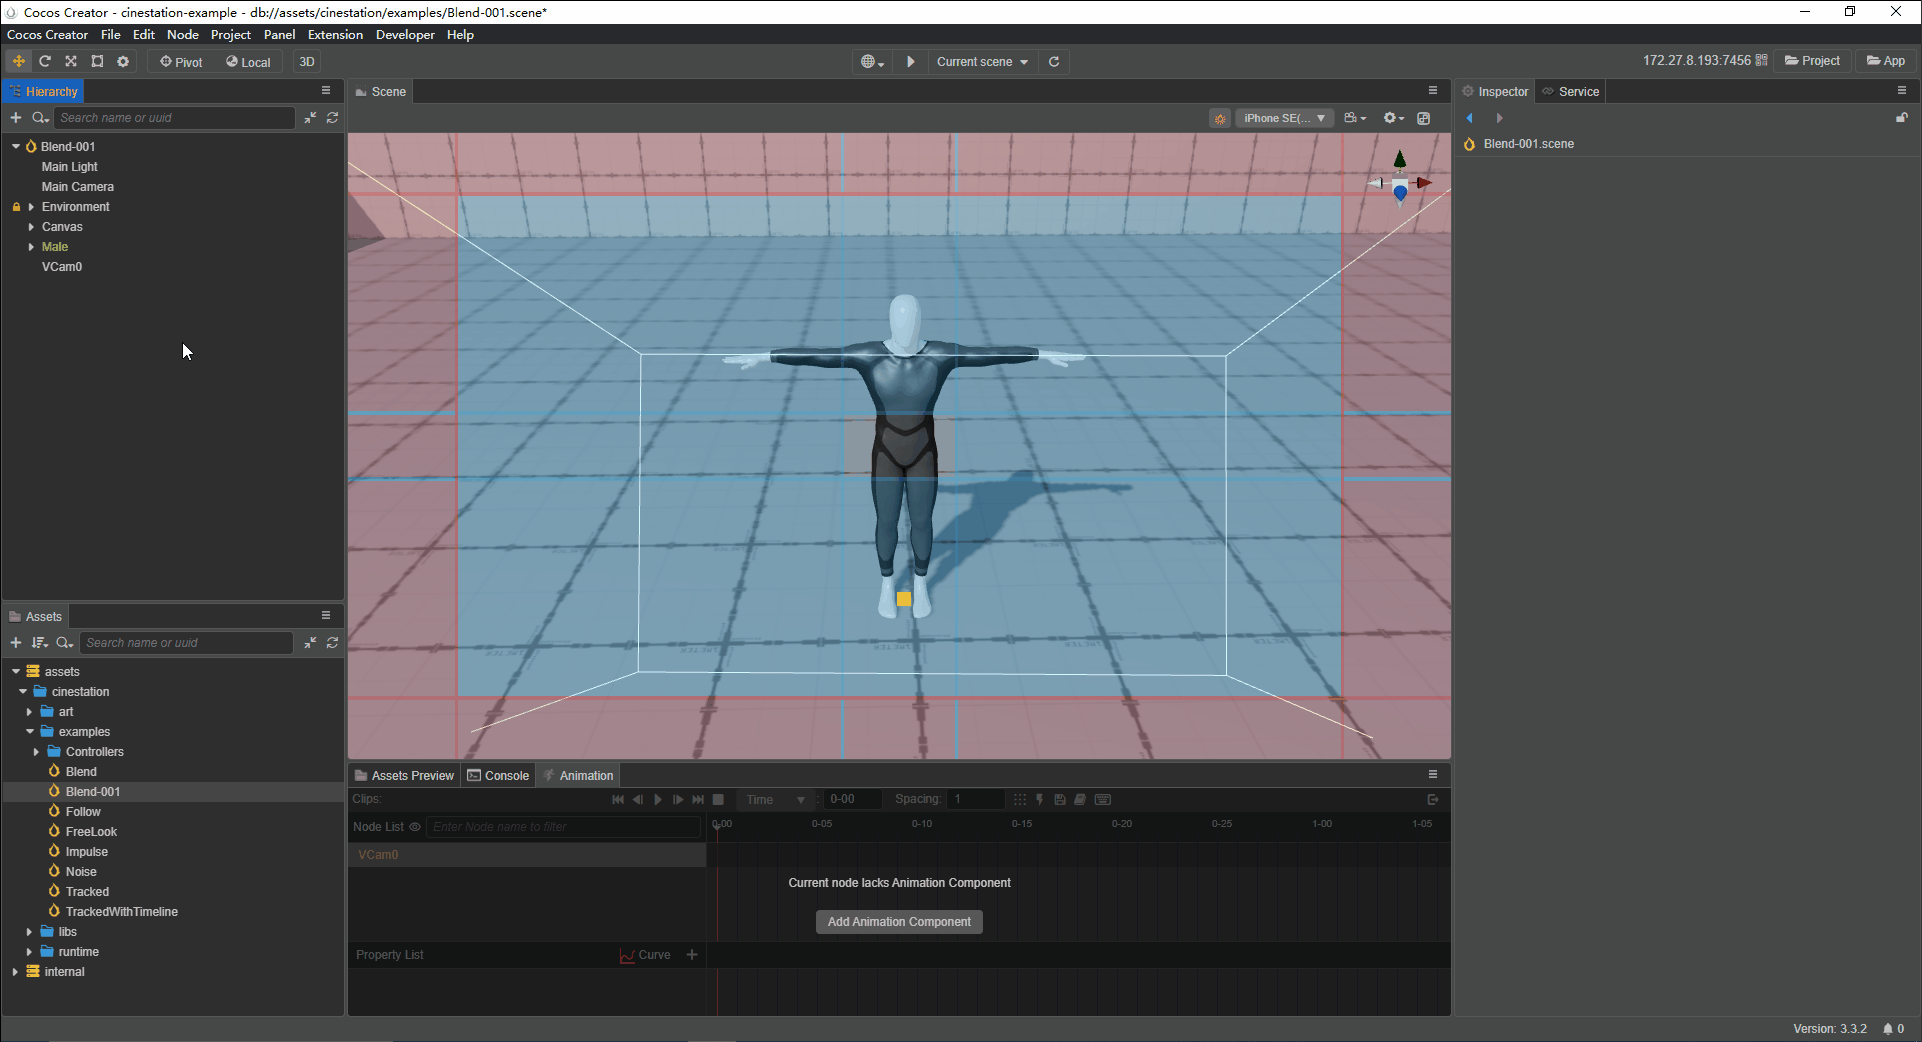 Cocos Creator - cinestation-example - db://assets/cinestation/examples/Blend-001.scene*
Cocos Creator File Edit Node Project Panel Extension Developer Help
Pivot Local 3D Current scene 172.27.8.193:7456 Project App
Hierarchy
Search name or uuid
Blend-001
Main Light
Main Camera
Environment
Canvas
Male
VCam0
Scene
iPhone SE(...
Inspector Service
Blend-001.scene
Assets
Search name or uuid
assets
cinestation
art
examples
Controllers
Blend
Blend-001
Follow
FreeLook
Impulse
Noise
Tracked
TrackedWithTimeline
libs
runtime
internal
Assets Preview Console Animation
Clips: Time : 0-00 Spacing: 1
Node List Enter Node name to filter 0-00 0-05 0-10 0-15 0-20 0-25 1-00 1-05
VCam0
Current node lacks Animation Component
Add Animation Component
Property List Curve
Version: 3.3.2 0